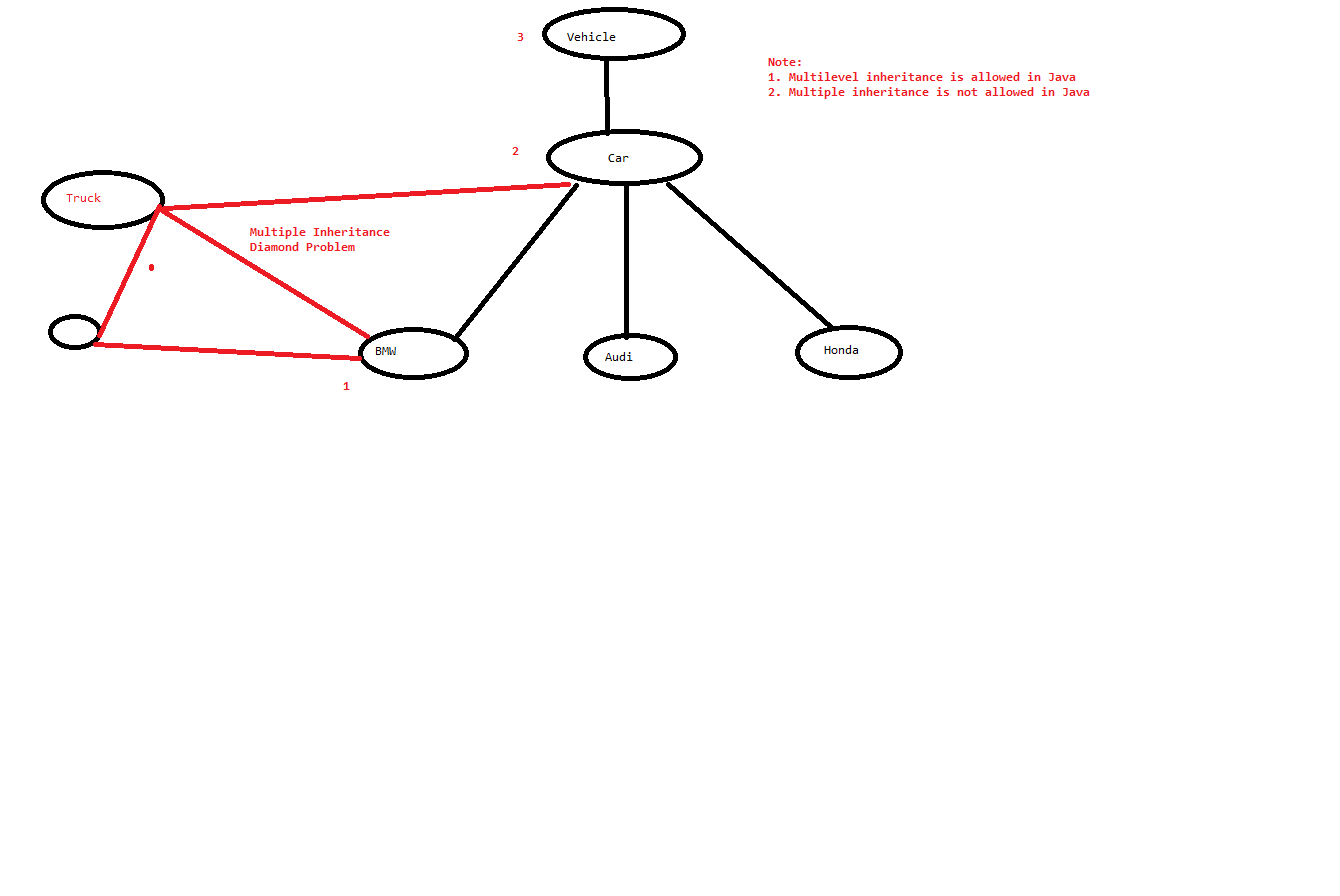 3
Vehicle
Note:
1. Multilevel inheritance is allowed in Java
2. Multiple inheritance is not allowed in Java
2
Car
Truck
Multiple Inheritance
Diamond Problem
BMW
Audi
Honda
1